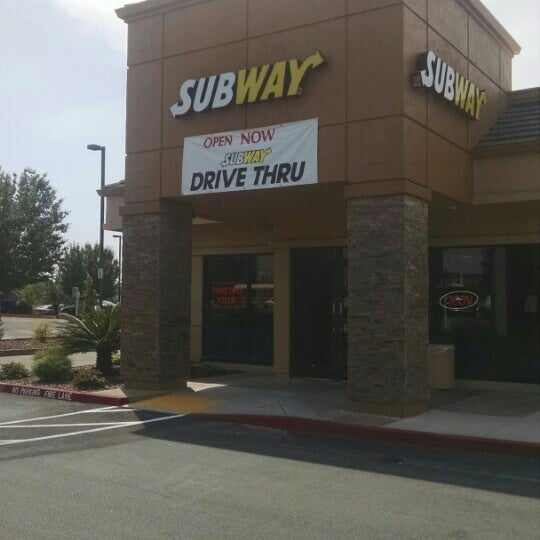 SUBWAY
SUBWAY
OPEN NOW
SUBWAY
DRIVE THRU
OPEN
NO PARKING FIRE LANE